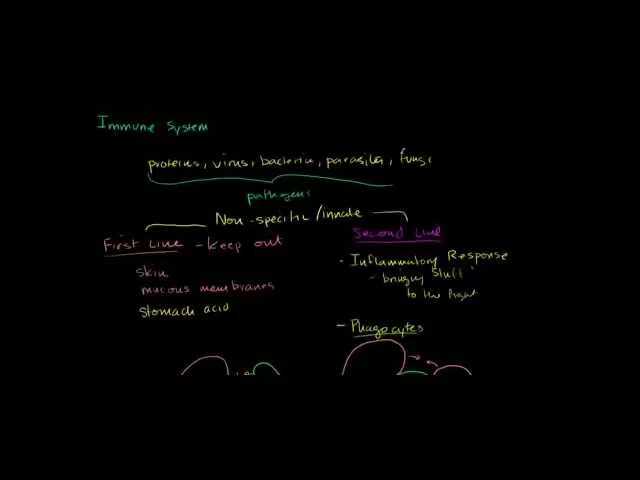 Immune System
proteins, virus, bacteria, parasites, fungi
pathogens
Non-specific/innate
First Line - Keep out
Second Line
skin
mucous membranes
stomach acid
- Inflammatory Response
- bringing stuff
to the fight
- Phagocytes